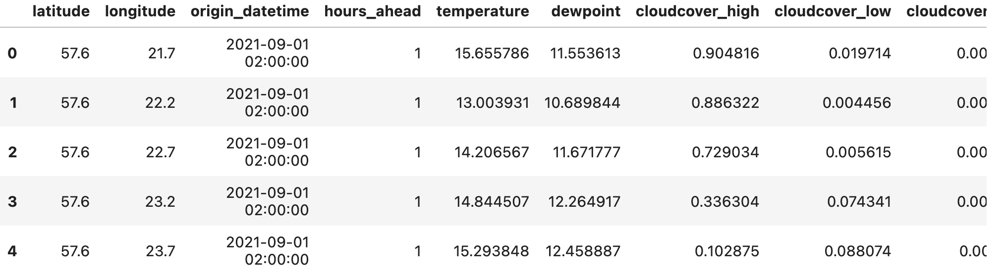 latitude longitude origin_datetime hours_ahead temperature dewpoint cloudcover_high cloudcover_low cloudcover
0 57.6 21.7 2021-09-01 02:00:00 1 15.655786 11.553613 0.904816 0.019714 0.00
1 57.6 22.2 2021-09-01 02:00:00 1 13.003931 10.689844 0.886322 0.004456 0.00
2 57.6 22.7 2021-09-01 02:00:00 1 14.206567 11.671777 0.729034 0.005615 0.00
3 57.6 23.2 2021-09-01 02:00:00 1 14.844507 12.264917 0.336304 0.074341 0.00
4 57.6 23.7 2021-09-01 02:00:00 1 15.293848 12.458887 0.102875 0.088074 0.00